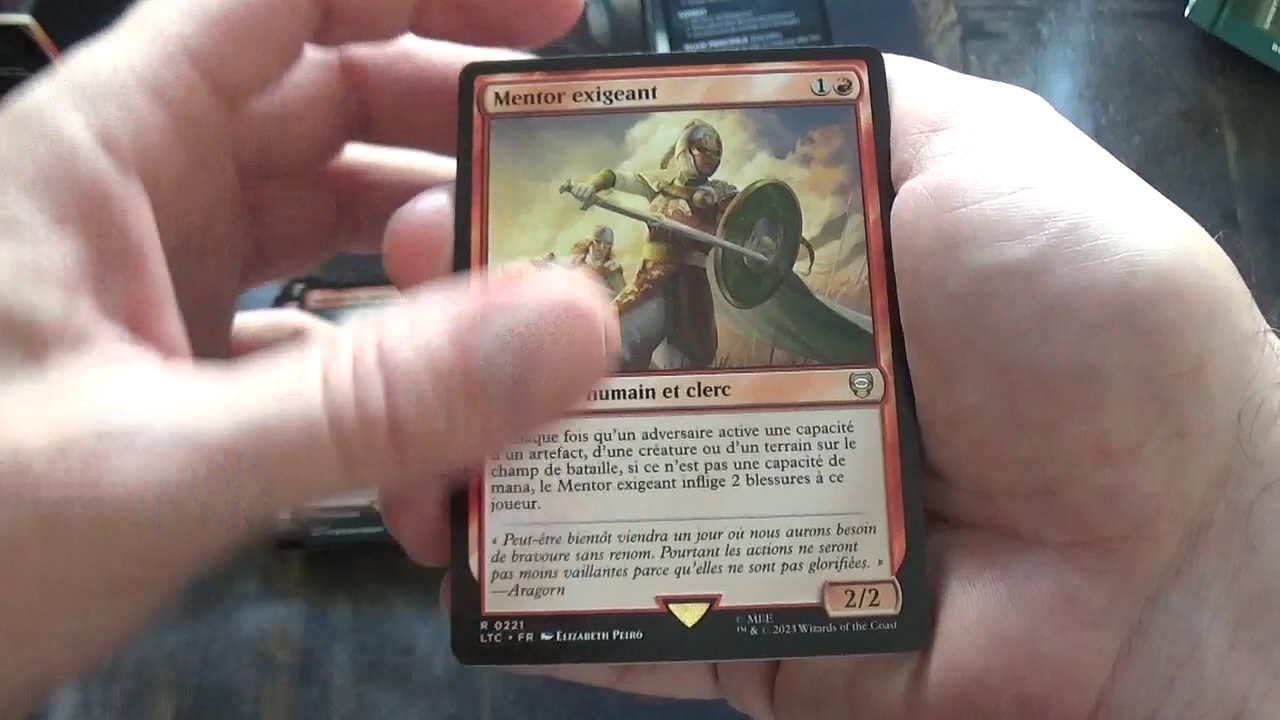 Mentor exigeant 1
humain et clerc
fois qu'un adversaire active une capacité
un artefact, d'une créature ou d'un terrain sur le
champ de bataille, si ce n'est pas une capacité de
mana, le Mentor exigeant inflige 2 blessures à ce
joueur.
« Peut-être bientôt viendra un jour où nous aurons besoin
de bravoure sans renom. Pourtant les actions ne seront
pas moins vaillantes parce qu'elles ne sont pas glorifiées. »
—Aragorn
2/2
R 0221
LTC • FR Elizabeth Peiró
© MEE
™ & © 2023 Wizards of the Coast